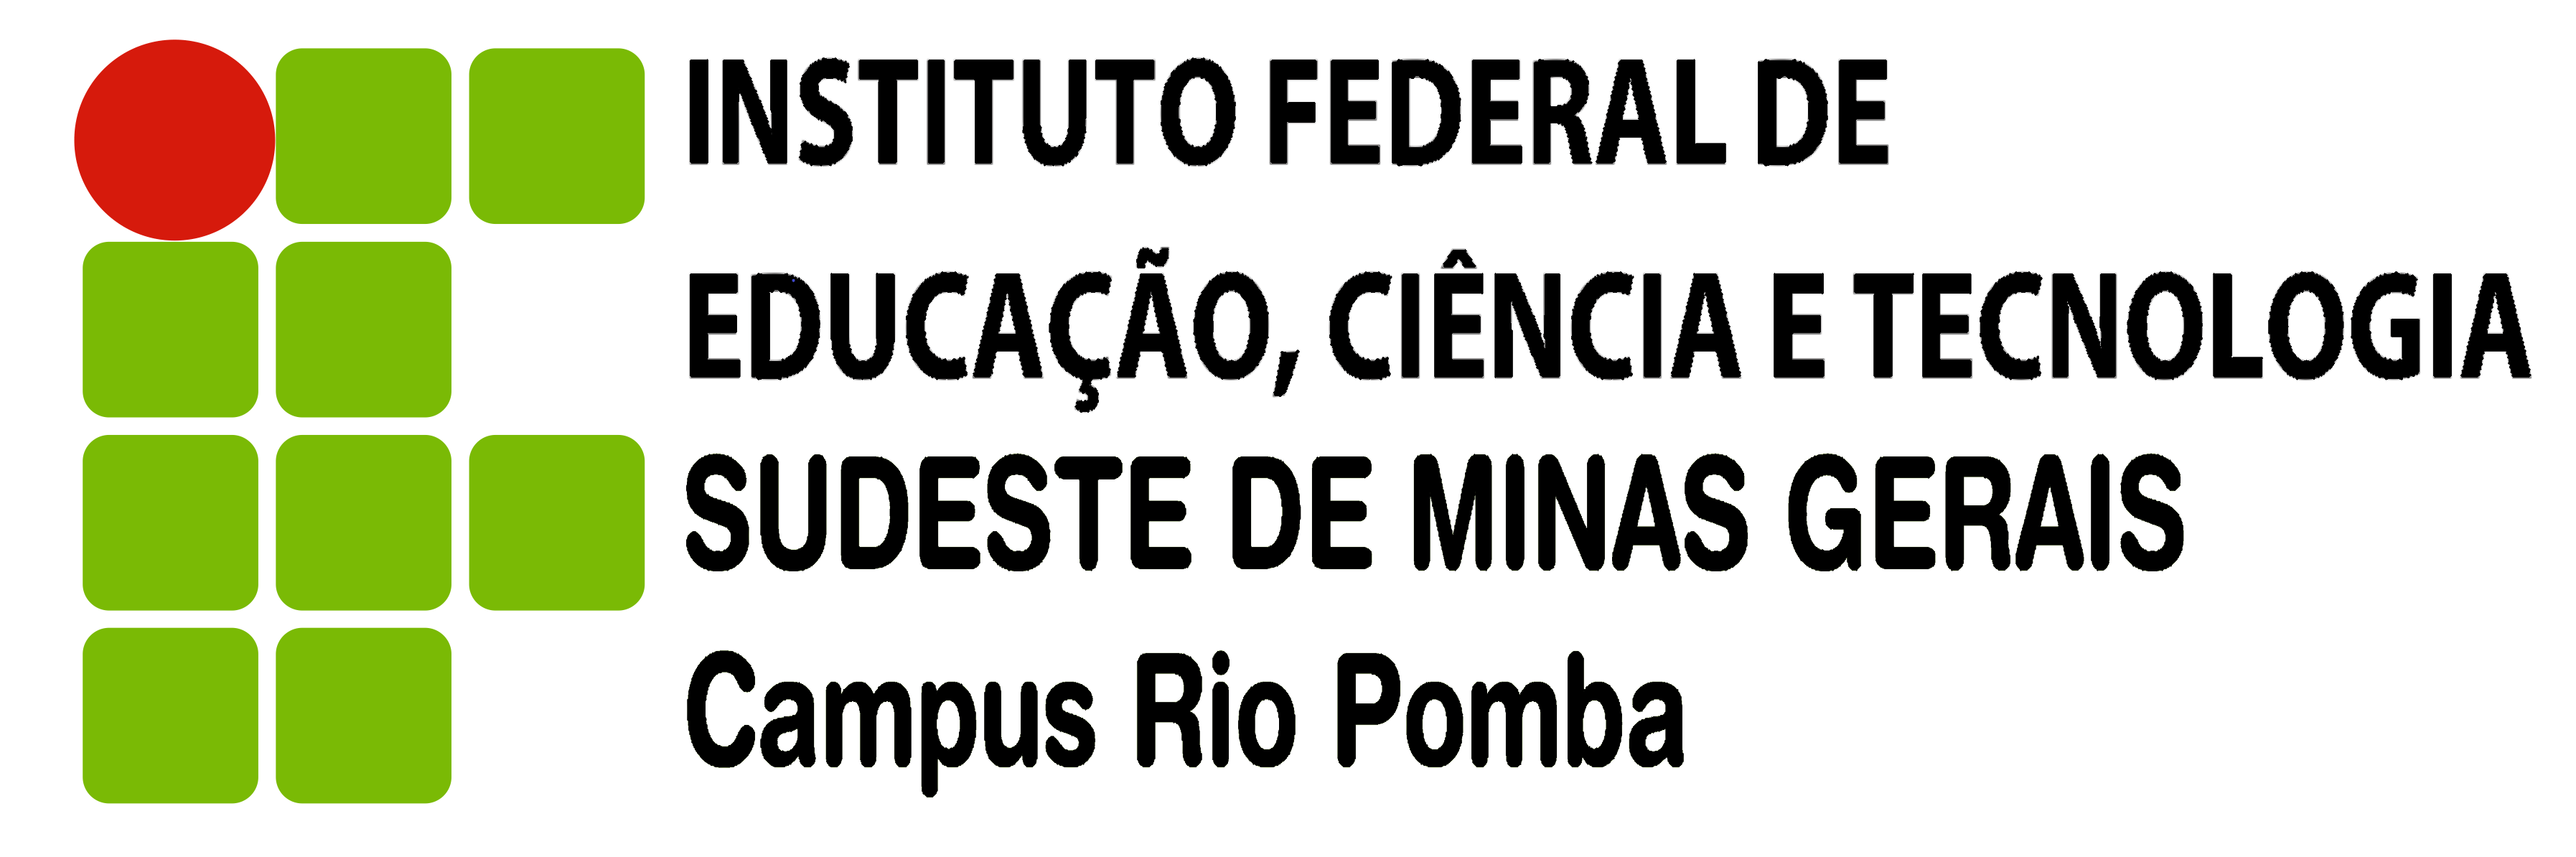 INSTITUTO FEDERAL DE
EDUCAÇÃO, CIÊNCIA E TECNOLOGIA
SUDESTE DE MINAS GERAIS
Campus Rio Pomba